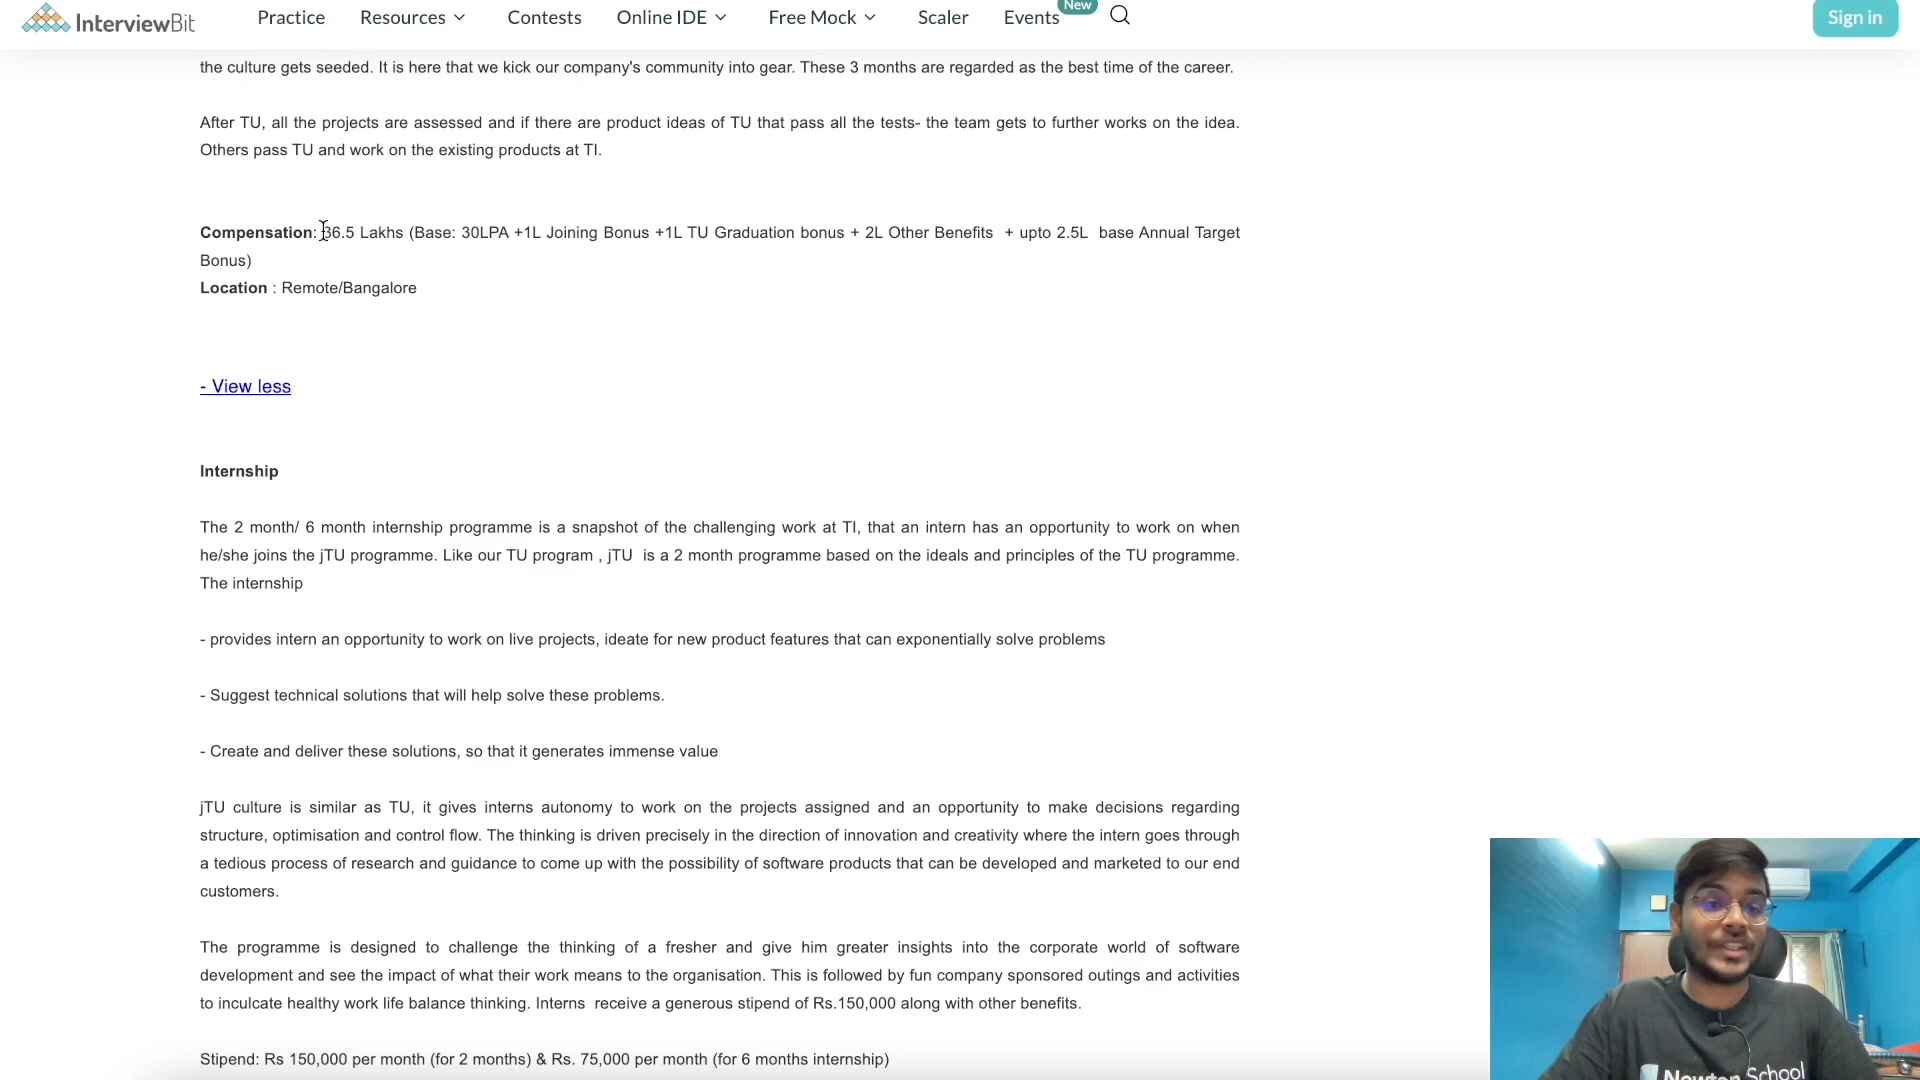 InterviewBit Practice Resources Contests Online IDE Free Mock Scaler Events New Sign in
the culture gets seeded. It is here that we kick our company's community into gear. These 3 months are regarded as the best time of the career.
After TU, all the projects are assessed and if there are product ideas of TU that pass all the tests- the team gets to further works on the idea.
Others pass TU and work on the existing products at TI.
Compensation: 36.5 Lakhs (Base: 30LPA +1L Joining Bonus +1L TU Graduation bonus + 2L Other Benefits + upto 2.5L base Annual Target
Bonus)
Location : Remote/Bangalore
- View less
Internship
The 2 month/ 6 month internship programme is a snapshot of the challenging work at TI, that an intern has an opportunity to work on when
he/she joins the jTU programme. Like our TU program , jTU is a 2 month programme based on the ideals and principles of the TU programme.
The internship
- provides intern an opportunity to work on live projects, ideate for new product features that can exponentially solve problems
- Suggest technical solutions that will help solve these problems.
- Create and deliver these solutions, so that it generates immense value
jTU culture is similar as TU, it gives interns autonomy to work on the projects assigned and an opportunity to make decisions regarding
structure, optimisation and control flow. The thinking is driven precisely in the direction of innovation and creativity where the intern goes through
a tedious process of research and guidance to come up with the possibility of software products that can be developed and marketed to our end
customers.
The programme is designed to challenge the thinking of a fresher and give him greater insights into the corporate world of software
development and see the impact of what their work means to the organisation. This is followed by fun company sponsored outings and activities
to inculcate healthy work life balance thinking. Interns receive a generous stipend of Rs.150,000 along with other benefits.
Stipend: Rs 150,000 per month (for 2 months) & Rs. 75,000 per month (for 6 months internship)
Newton School